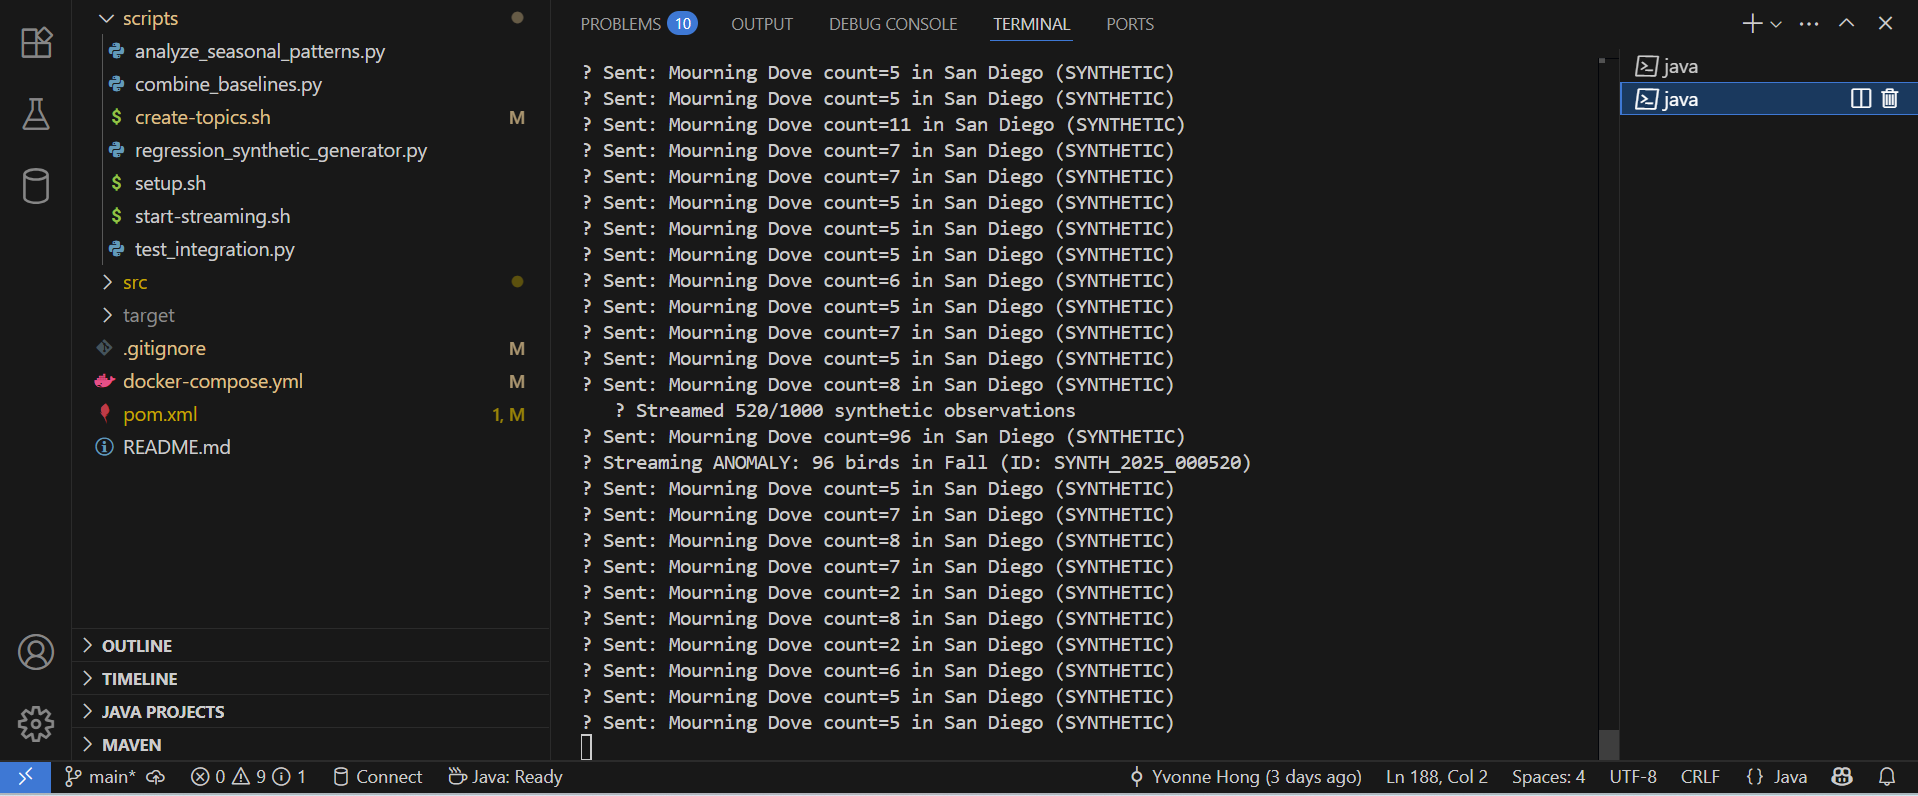 scripts
analyze_seasonal_patterns.py
combine_baselines.py
create-topics.sh M
regression_synthetic_generator.py
setup.sh
start-streaming.sh
test_integration.py
src
target
.gitignore M
docker-compose.yml M
pom.xml 1, M
README.md
OUTLINE
TIMELINE
JAVA PROJECTS
MAVEN
PROBLEMS 10 OUTPUT DEBUG CONSOLE TERMINAL PORTS
? Sent: Mourning Dove count=5 in San Diego (SYNTHETIC)
? Sent: Mourning Dove count=5 in San Diego (SYNTHETIC)
? Sent: Mourning Dove count=11 in San Diego (SYNTHETIC)
? Sent: Mourning Dove count=7 in San Diego (SYNTHETIC)
? Sent: Mourning Dove count=7 in San Diego (SYNTHETIC)
? Sent: Mourning Dove count=5 in San Diego (SYNTHETIC)
? Sent: Mourning Dove count=5 in San Diego (SYNTHETIC)
? Sent: Mourning Dove count=5 in San Diego (SYNTHETIC)
? Sent: Mourning Dove count=6 in San Diego (SYNTHETIC)
? Sent: Mourning Dove count=5 in San Diego (SYNTHETIC)
? Sent: Mourning Dove count=7 in San Diego (SYNTHETIC)
? Sent: Mourning Dove count=5 in San Diego (SYNTHETIC)
? Sent: Mourning Dove count=8 in San Diego (SYNTHETIC)
? Streamed 520/1000 synthetic observations
? Sent: Mourning Dove count=96 in San Diego (SYNTHETIC)
? Streaming ANOMALY: 96 birds in Fall (ID: SYNTH_2025_000520)
? Sent: Mourning Dove count=5 in San Diego (SYNTHETIC)
? Sent: Mourning Dove count=7 in San Diego (SYNTHETIC)
? Sent: Mourning Dove count=8 in San Diego (SYNTHETIC)
? Sent: Mourning Dove count=7 in San Diego (SYNTHETIC)
? Sent: Mourning Dove count=2 in San Diego (SYNTHETIC)
? Sent: Mourning Dove count=8 in San Diego (SYNTHETIC)
? Sent: Mourning Dove count=2 in San Diego (SYNTHETIC)
? Sent: Mourning Dove count=6 in San Diego (SYNTHETIC)
? Sent: Mourning Dove count=5 in San Diego (SYNTHETIC)
? Sent: Mourning Dove count=5 in San Diego (SYNTHETIC)
java
java
main* 0 9 1 Connect Java: Ready Yvonne Hong (3 days ago) Ln 188, Col 2 Spaces: 4 UTF-8 CRLF {} Java